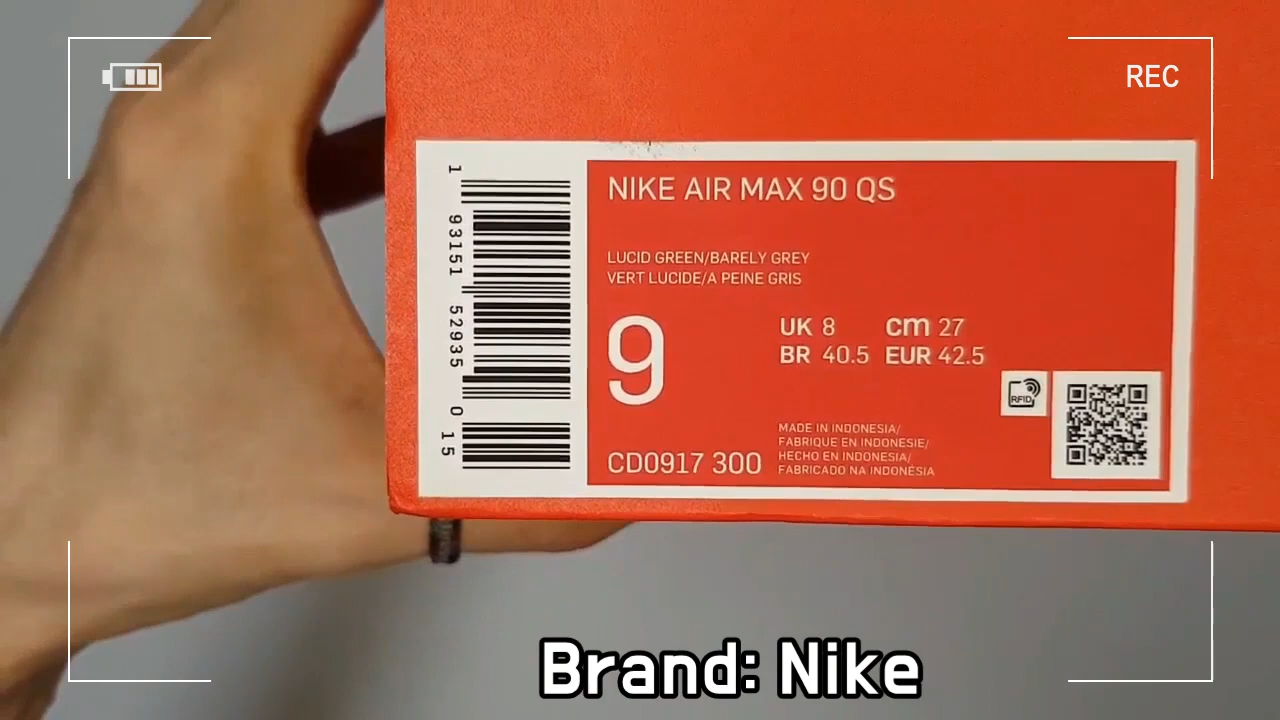 REC
NIKE AIR MAX 90 QS
LUCID GREEN/BARELY GREY
VERT LUCIDE/A PEINE GRIS
9
UK 8 cm 27
BR 40.5 EUR 42.5
RFID
MADE IN INDONESIA/
FABRIQUE EN INDONESIE/
HECHO EN INDONESIA/
FABRICADO NA INDONÉSIA
CD0917 300
1 93151 52935 0 15
Brand: Nike